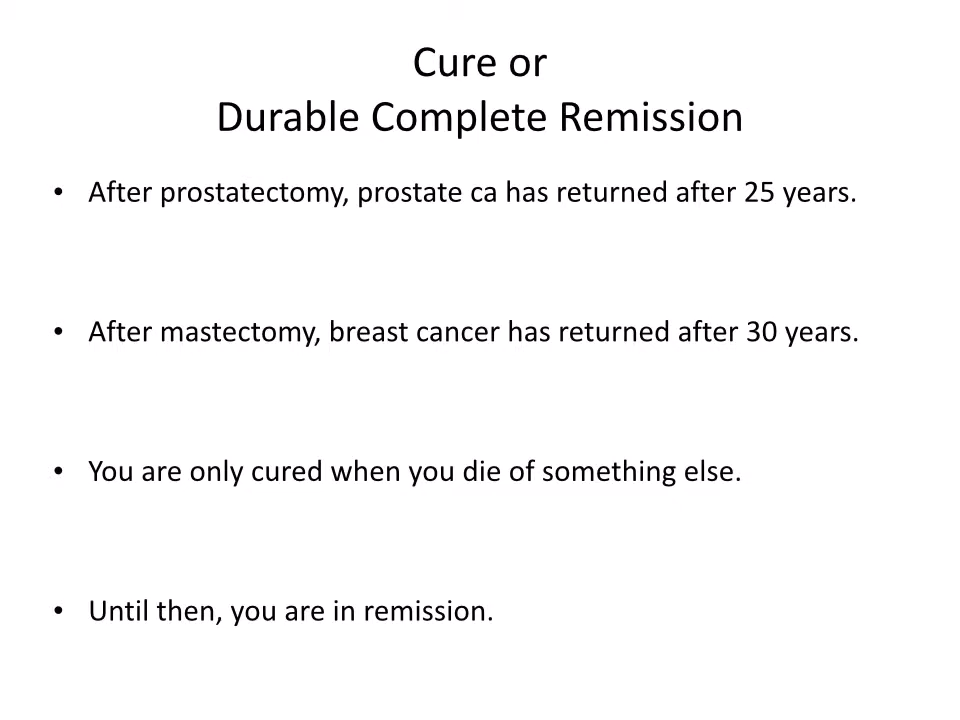 Cure or
Durable Complete Remission
• After prostatectomy, prostate ca has returned after 25 years.
• After mastectomy, breast cancer has returned after 30 years.
• You are only cured when you die of something else.
• Until then, you are in remission.